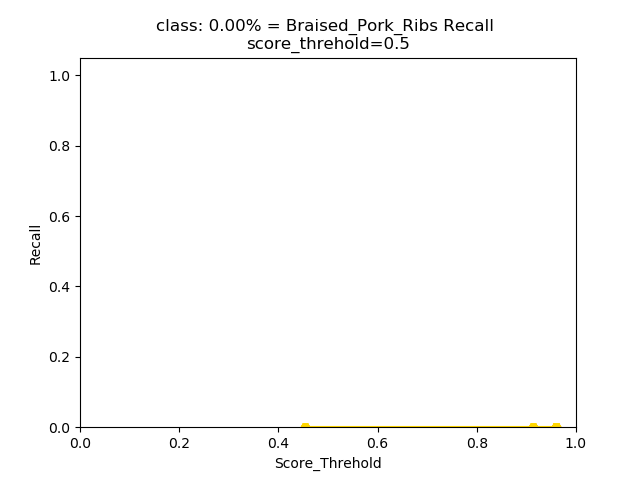 class: 0.00% = Braised_Pork_Ribs Recall
score_threhold=0.5
1.0
0.8
0.6
0.4
0.2
0.0
Recall
0.0 0.2 0.4 0.6 0.8 1.0
Score_Threhold